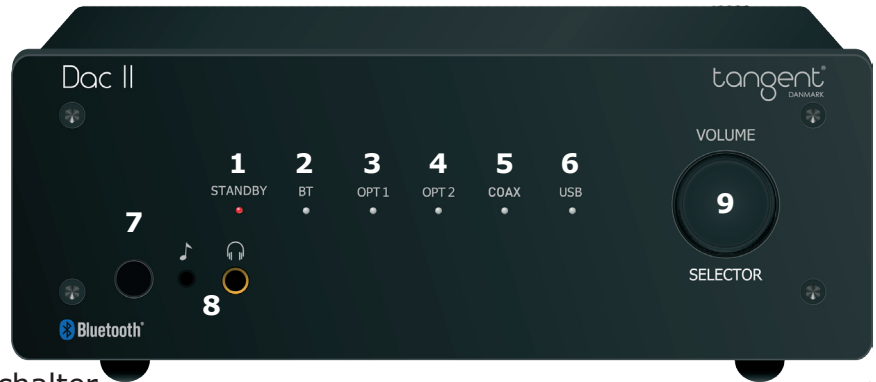 Dac II
tangent®
DANMARK
VOLUME
1 2 3 4 5 6
STANDBY BT OPT 1 OPT 2 COAX USB
9
7
SELECTOR
8
Bluetooth®
chalter